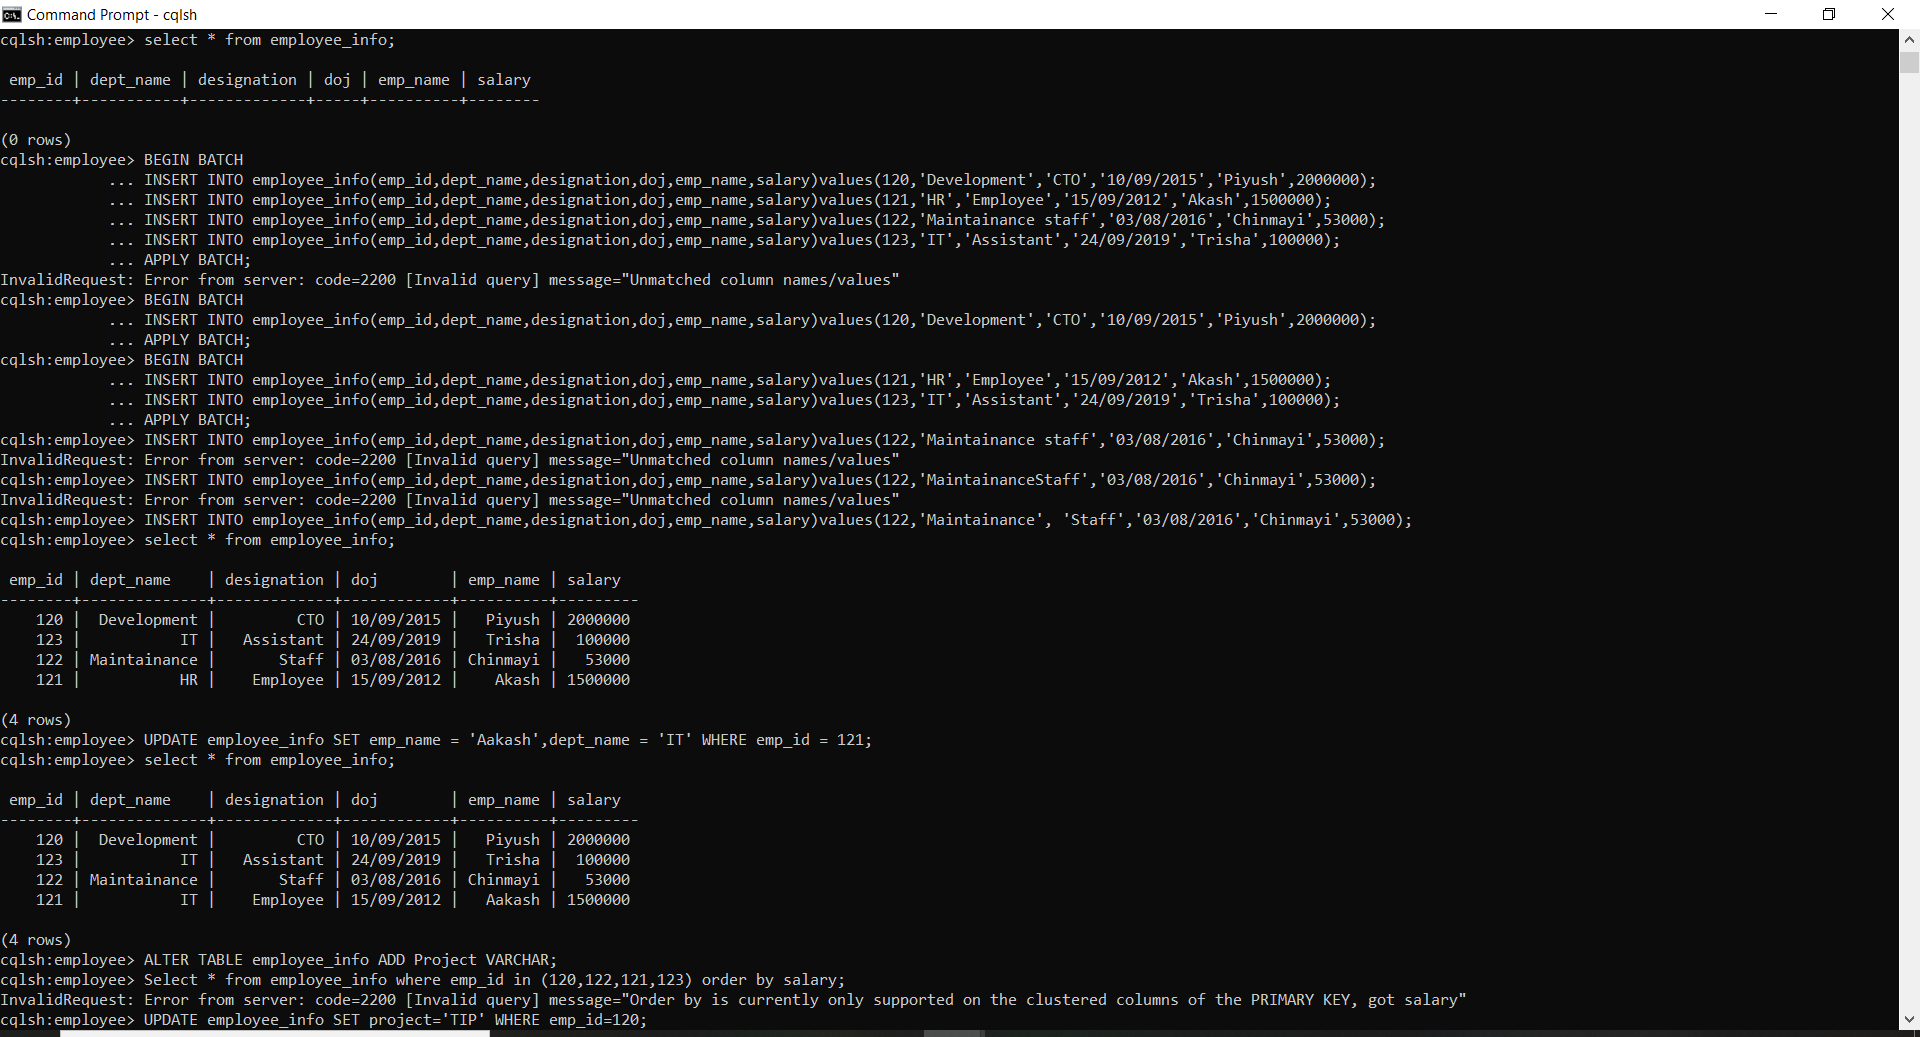 Command Prompt - cqlsh
cqlsh:employee> select * from employee_info;
 emp_id | dept_name | designation | doj | emp_name | salary
--------+-----------+-------------+-----+----------+--------
(0 rows)
cqlsh:employee> BEGIN BATCH
            ... INSERT INTO employee_info(emp_id,dept_name,designation,doj,emp_name,salary)values(120,'Development','CTO','10/09/2015','Piyush',2000000);
            ... INSERT INTO employee_info(emp_id,dept_name,designation,doj,emp_name,salary)values(121,'HR','Employee','15/09/2012','Akash',1500000);
            ... INSERT INTO employee_info(emp_id,dept_name,designation,doj,emp_name,salary)values(122,'Maintainance staff','03/08/2016','Chinmayi',53000);
            ... INSERT INTO employee_info(emp_id,dept_name,designation,doj,emp_name,salary)values(123,'IT','Assistant','24/09/2019','Trisha',100000);
            ... APPLY BATCH;
InvalidRequest: Error from server: code=2200 [Invalid query] message="Unmatched column names/values"
cqlsh:employee> BEGIN BATCH
            ... INSERT INTO employee_info(emp_id,dept_name,designation,doj,emp_name,salary)values(120,'Development','CTO','10/09/2015','Piyush',2000000);
            ... APPLY BATCH;
cqlsh:employee> BEGIN BATCH
            ... INSERT INTO employee_info(emp_id,dept_name,designation,doj,emp_name,salary)values(121,'HR','Employee','15/09/2012','Akash',1500000);
            ... INSERT INTO employee_info(emp_id,dept_name,designation,doj,emp_name,salary)values(123,'IT','Assistant','24/09/2019','Trisha',100000);
            ... APPLY BATCH;
cqlsh:employee> INSERT INTO employee_info(emp_id,dept_name,designation,doj,emp_name,salary)values(122,'Maintainance staff','03/08/2016','Chinmayi',53000);
InvalidRequest: Error from server: code=2200 [Invalid query] message="Unmatched column names/values"
cqlsh:employee> INSERT INTO employee_info(emp_id,dept_name,designation,doj,emp_name,salary)values(122,'MaintainanceStaff','03/08/2016','Chinmayi',53000);
InvalidRequest: Error from server: code=2200 [Invalid query] message="Unmatched column names/values"
cqlsh:employee> INSERT INTO employee_info(emp_id,dept_name,designation,doj,emp_name,salary)values(122,'Maintainance', 'Staff','03/08/2016','Chinmayi',53000);
cqlsh:employee> select * from employee_info;
 emp_id | dept_name    | designation | doj        | emp_name | salary
--------+--------------+-------------+------------+----------+---------
    120 |  Development |         CTO | 10/09/2015 |   Piyush | 2000000
    123 |           IT |   Assistant | 24/09/2019 |   Trisha |  100000
    122 | Maintainance |       Staff | 03/08/2016 | Chinmayi |   53000
    121 |           HR |    Employee | 15/09/2012 |    Akash | 1500000
(4 rows)
cqlsh:employee> UPDATE employee_info SET emp_name = 'Aakash',dept_name = 'IT' WHERE emp_id = 121;
cqlsh:employee> select * from employee_info;
 emp_id | dept_name    | designation | doj        | emp_name | salary
--------+--------------+-------------+------------+----------+---------
    120 |  Development |         CTO | 10/09/2015 |   Piyush | 2000000
    123 |           IT |   Assistant | 24/09/2019 |   Trisha |  100000
    122 | Maintainance |       Staff | 03/08/2016 | Chinmayi |   53000
    121 |           IT |    Employee | 15/09/2012 |   Aakash | 1500000
(4 rows)
cqlsh:employee> ALTER TABLE employee_info ADD Project VARCHAR;
cqlsh:employee> Select * from employee_info where emp_id in (120,122,121,123) order by salary;
InvalidRequest: Error from server: code=2200 [Invalid query] message="Order by is currently only supported on the clustered columns of the PRIMARY KEY, got salary"
cqlsh:employee> UPDATE employee_info SET project='TIP' WHERE emp_id=120;